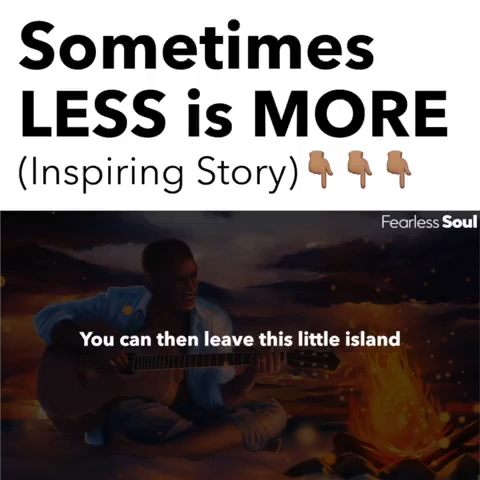 Sometimes
LESS is MORE
(Inspiring Story)👇🏽👇🏽👇🏽
Fearless Soul
You can then leave this little island